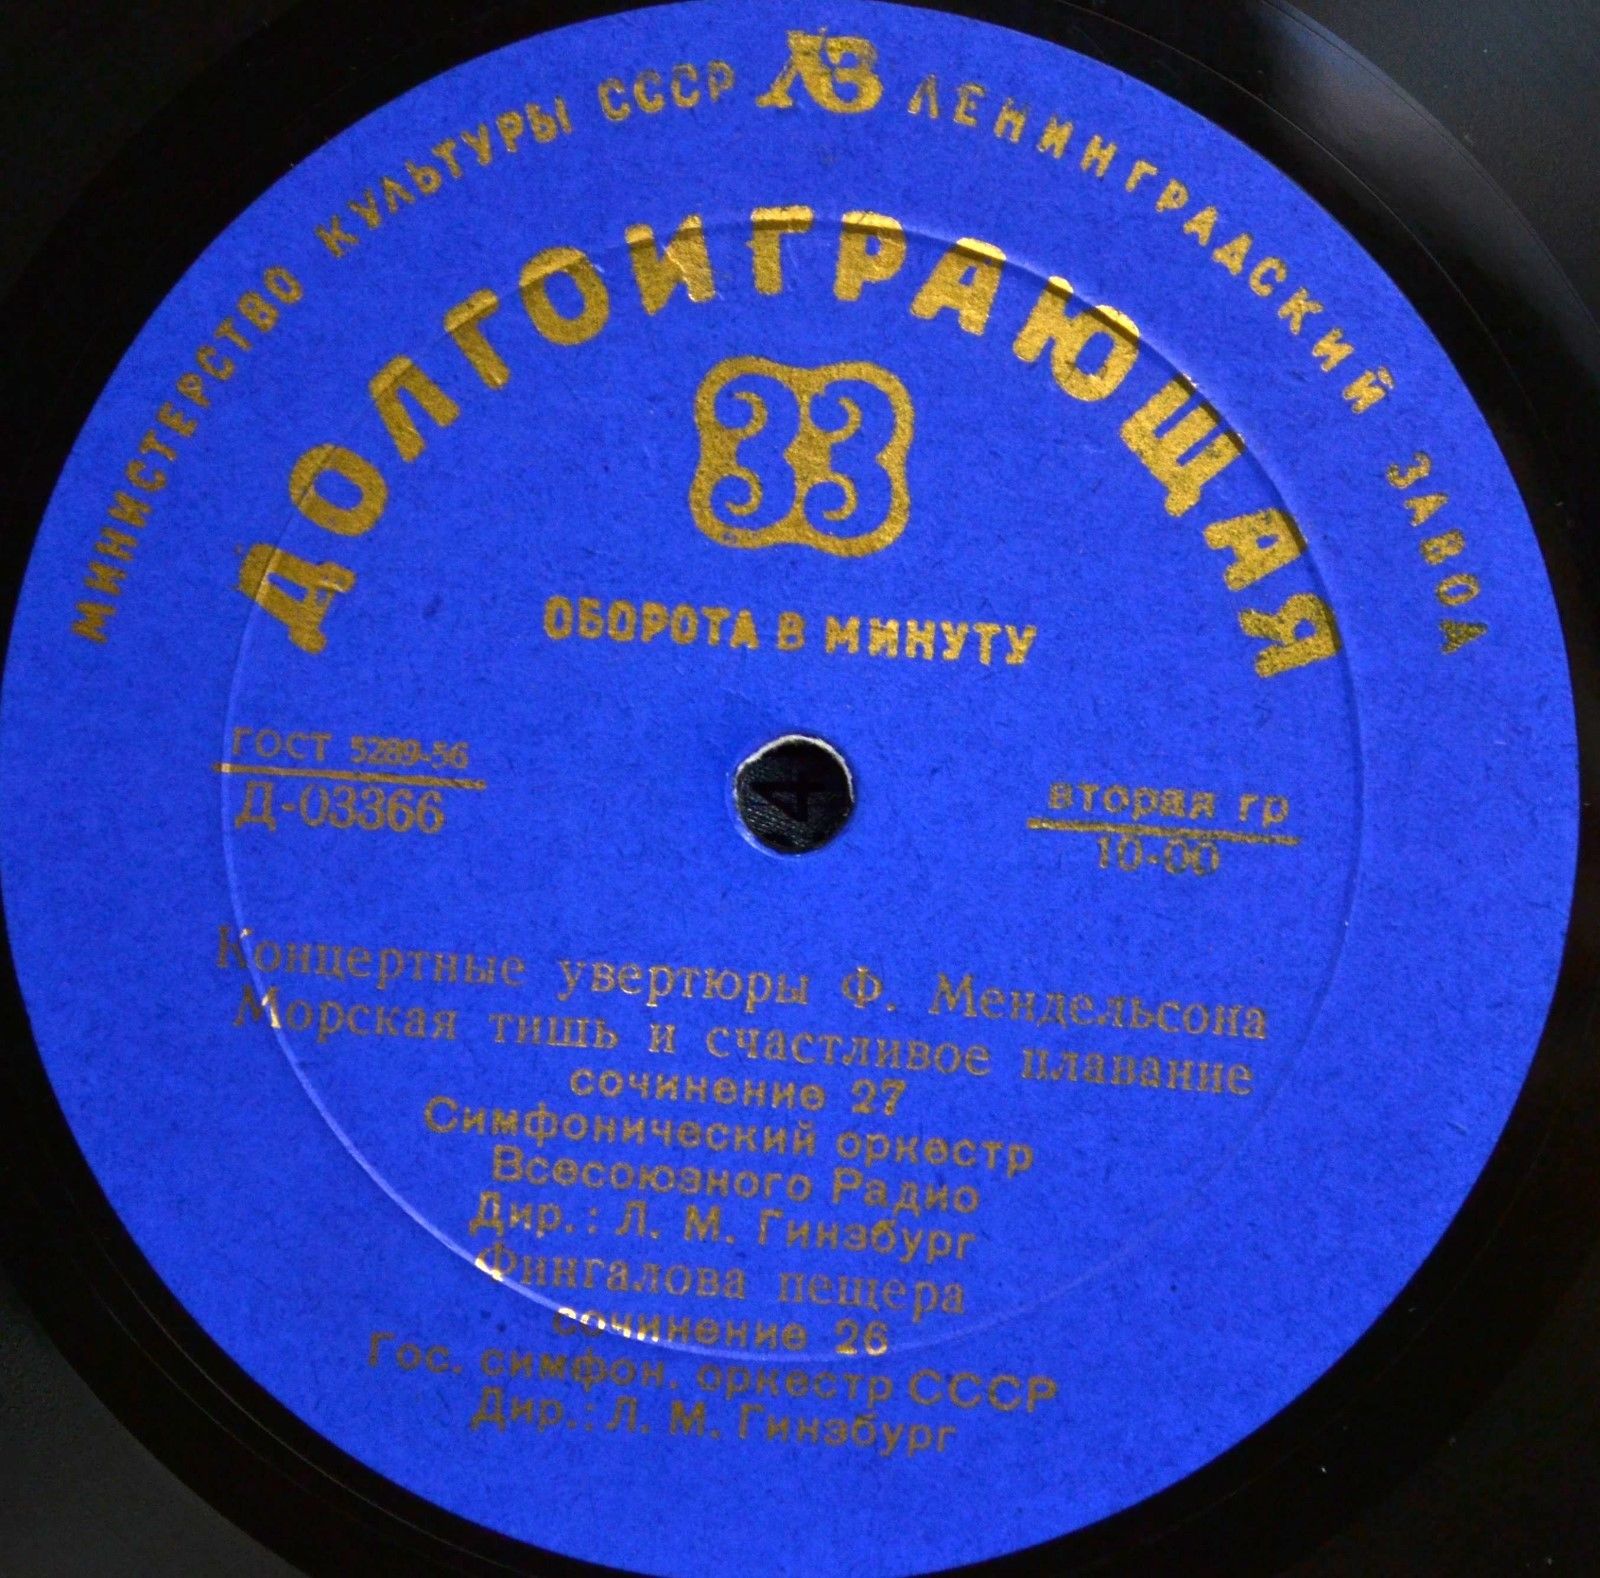 МИНИСТЕРСТВО КУЛЬТУРЫ СССР ЛЗ ЛЕНИНГРАДСКИЙ ЗАВОД
ДОЛГОИГРАЮЩАЯ
33
ОБОРОТА В МИНУТУ
ГОСТ 5289-56
Д-03366
вторая гр
10-00
Концертные увертюры Ф. Мендельсона
Морская тишь и счастливое плавание
сочинение 27
Симфонический оркестр
Всесоюзного Радио
Дир.: Л. М. Гинзбург
Фингалова пещера
сочинение 26
Гос. симфон. оркестр СССР
Дир.: Л. М. Гинзбург